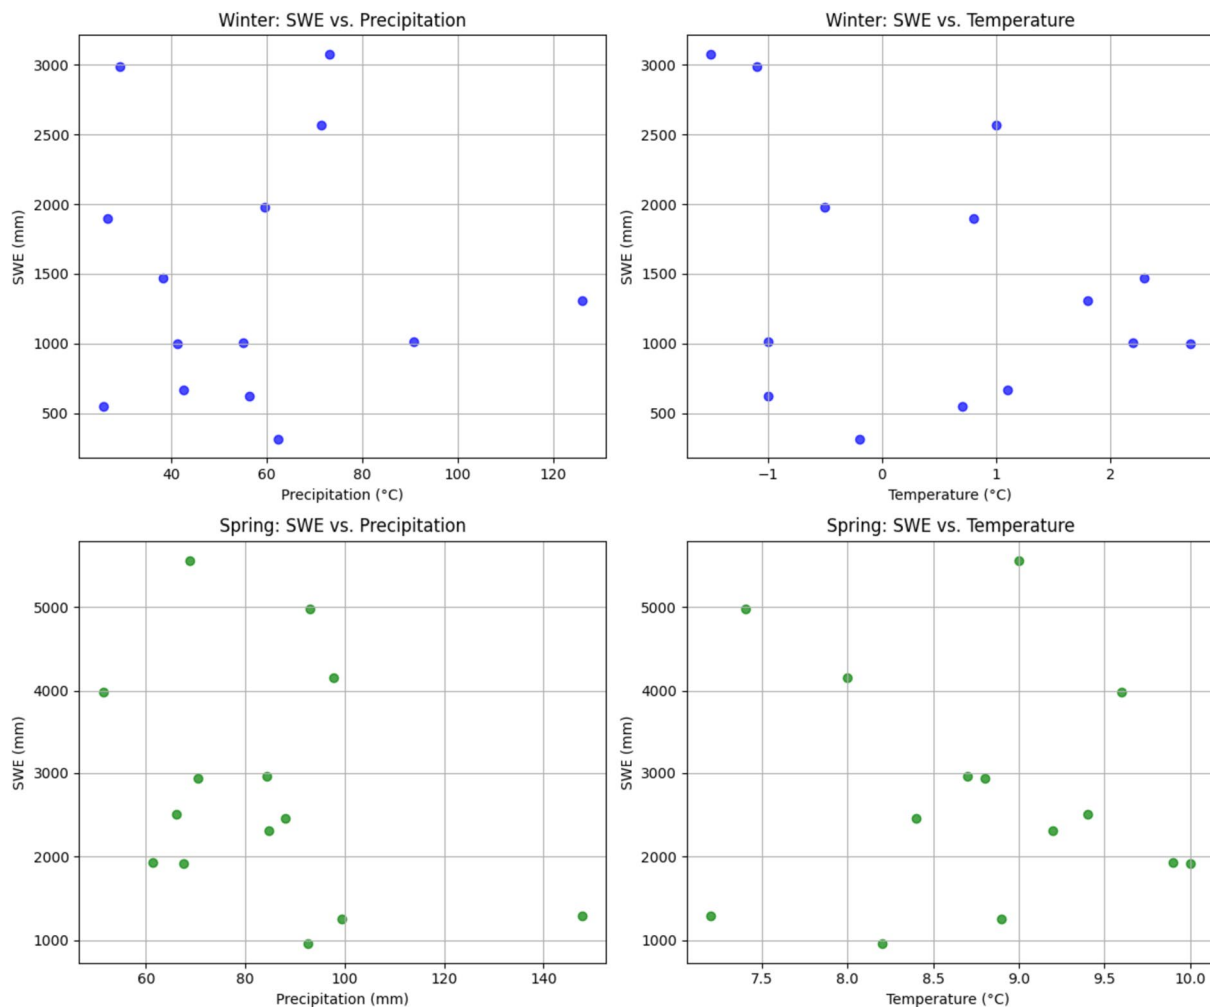 Winter: SWE vs. Precipitation
3000
2500
2000
1500
1000
500
SWE (mm)
40 60 80 100 120
Precipitation (°C)
Winter: SWE vs. Temperature
3000
2500
2000
1500
1000
500
SWE (mm)
−1 0 1 2
Temperature (°C)
Spring: SWE vs. Precipitation
5000
4000
3000
2000
1000
SWE (mm)
60 80 100 120 140
Precipitation (mm)
Spring: SWE vs. Temperature
5000
4000
3000
2000
1000
SWE (mm)
7.5 8.0 8.5 9.0 9.5 10.0
Temperature (°C)